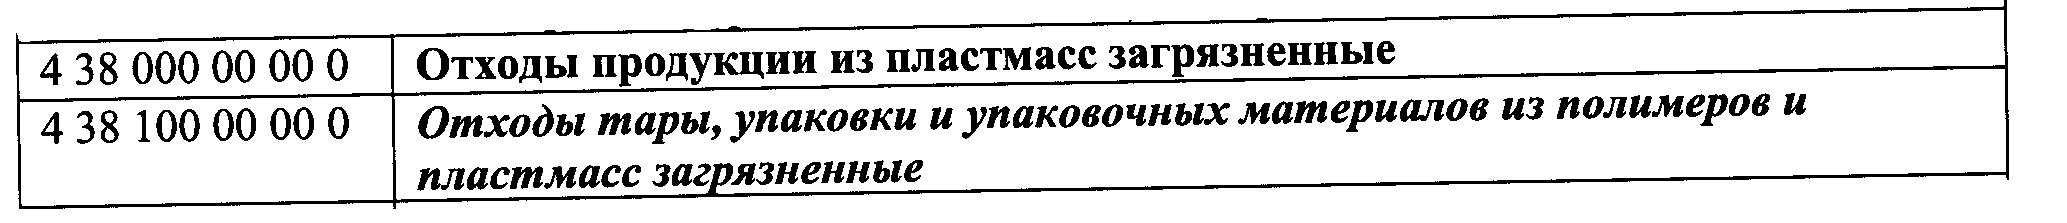 4 38 000 00 00 0 Отходы продукции из пластмасс загрязненные
4 38 100 00 00 0 Отходы тары, упаковки и упаковочных материалов из полимеров и
пластмасс загрязненные